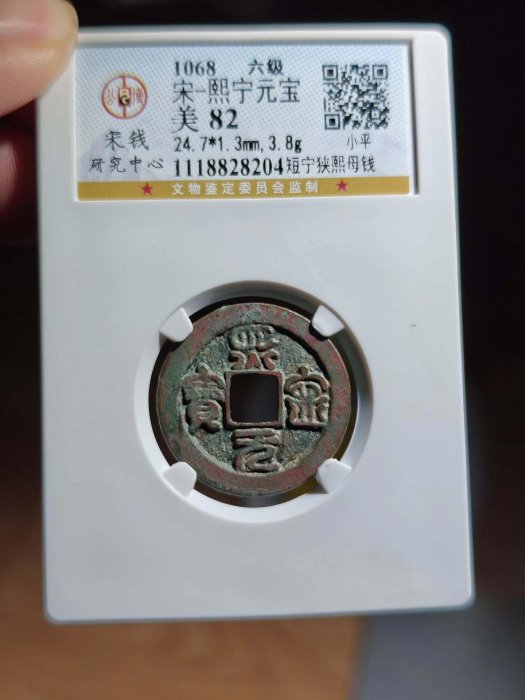 1068 六级
宋-熙宁元宝
美 82
24.7*1.3mm,3.8g 小平
宋钱
研究中心
1118828204短宁狭熙母钱
★ 文物鉴定委员会监制 ★
熙
寶 寧
元